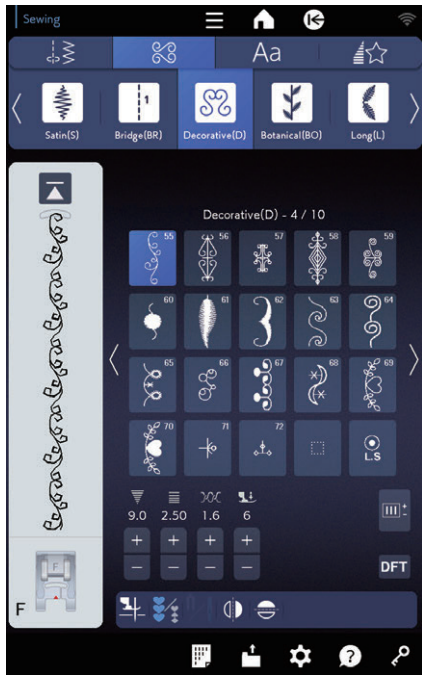 Sewing
Aa
1
Satin(S) Bridge(BR) Decorative(D) Botanical(BO) Long(L)
Decorative(D) - 4 / 10
55 56 57 58 59
60 61 62 63 64
65 66 67 68 69
70 71 72
L.S
9.0 2.50 1.6 6
+ + + +
− − − −
DFT
F
F
?